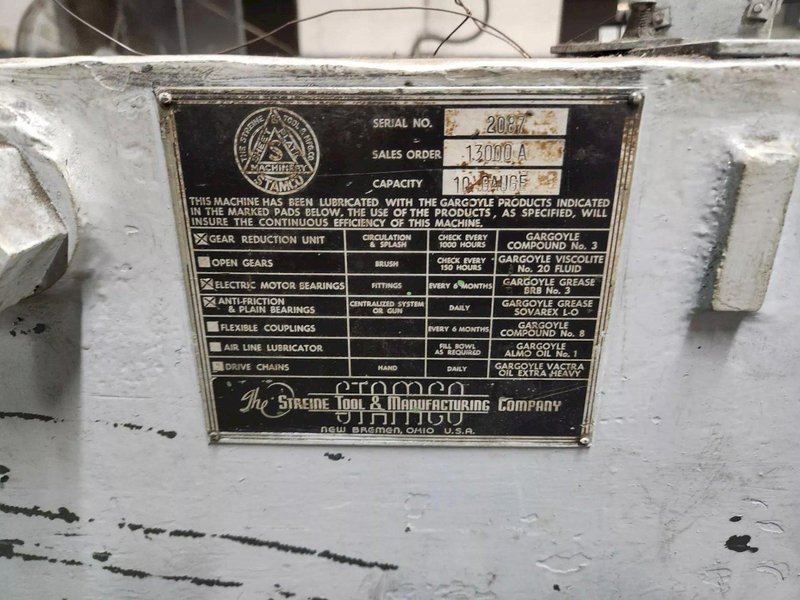 THE STREINE TOOL & MFG. CO.
SHEET & PLATE
S
MACHINERY
STAMCO
SERIAL NO. 2087
SALES ORDER 13000 A
CAPACITY 10 GAUGE
THIS MACHINE HAS BEEN LUBRICATED WITH THE GARGOYLE PRODUCTS INDICATED
IN THE MARKED PADS BELOW, THE USE OF THE PRODUCTS, AS SPECIFIED, WILL
INSURE THE CONTINUOUS EFFICIENCY OF THIS MACHINE.
GEAR REDUCTION UNIT CIRCULATION & SPLASH CHECK EVERY 1000 HOURS GARGOYLE COMPOUND No. 3
OPEN GEARS BRUSH CHECK EVERY 150 HOURS GARGOYLE VISCOLITE No. 20 FLUID
ELECTRIC MOTOR BEARINGS FITTINGS EVERY 6 MONTHS GARGOYLE GREASE BRB No. 3
ANTI-FRICTION & PLAIN BEARINGS CENTRALIZED SYSTEM OR GUN DAILY GARGOYLE GREASE SOVAREX L-O
FLEXIBLE COUPLINGS EVERY 6 MONTHS GARGOYLE COMPOUND No. 8
AIR LINE LUBRICATOR FILL BOWL AS REQUIRED GARGOYLE ALMO OIL No. 1
DRIVE CHAINS HAND DAILY GARGOYLE VACTRA OIL EXTRA HEAVY
STAMCO
The STREINE TOOL & MANUFACTURING COMPANY
STAMCO
NEW BREMEN, OHIO U.S.A.